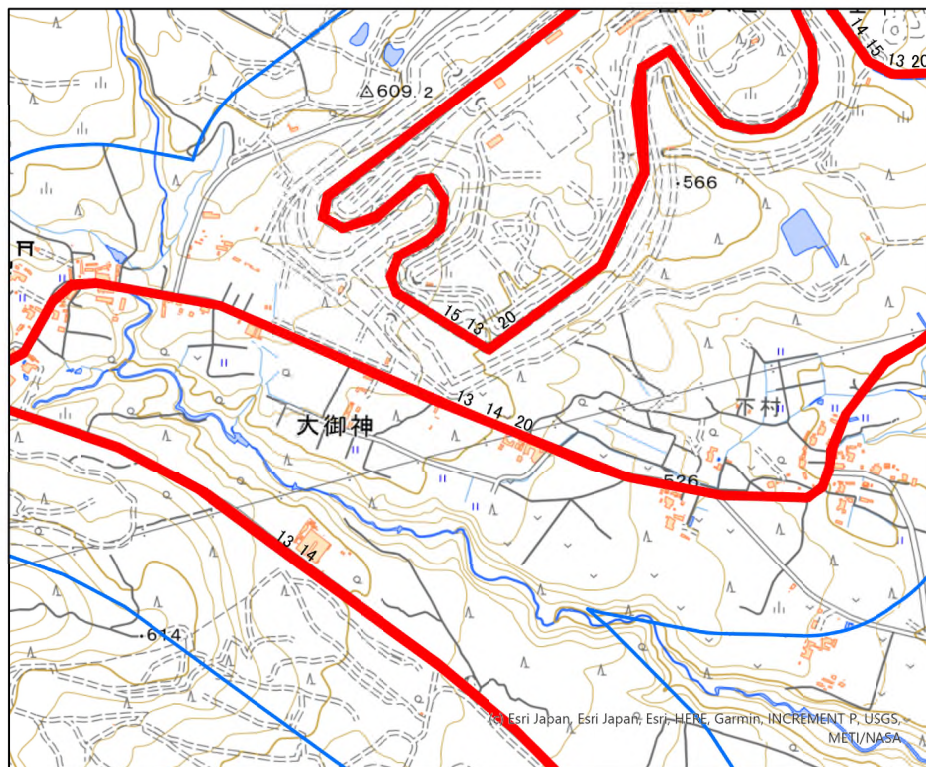 14 15 13 20
609.2
566
15 13 20
大御神
13 14 20
下村
526
13 14
614
(c) Esri Japan, Esri Japan, Esri, HERE, Garmin, INCREMENT P, USGS,
METI/NASA